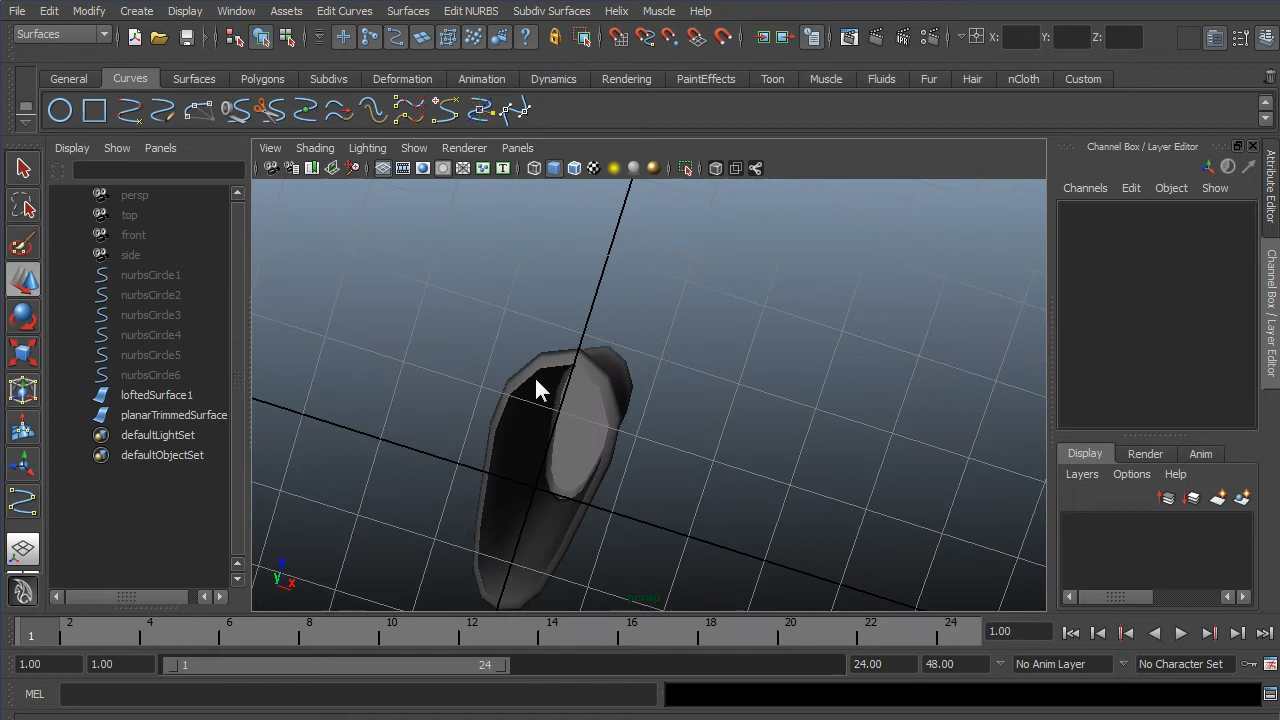 File Edit Modify Create Display Window Assets Edit Curves Surfaces Edit NURBS Subdiv Surfaces Helix Muscle Help
Surfaces X: Y: Z:
General Curves Surfaces Polygons Subdivs Deformation Animation Dynamics Rendering PaintEffects Toon Muscle Fluids Fur Hair nCloth Custom
Display Show Panels
View Shading Lighting Show Renderer Panels
Channel Box / Layer Editor
Channels Edit Object Show
Attribute Editor
Channel Box / Layer Editor
persp
top
front
side
nurbsCircle1
nurbsCircle2
nurbsCircle3
nurbsCircle4
nurbsCircle5
nurbsCircle6
loftedSurface1
planarTrimmedSurface
defaultLightSet
defaultObjectSet
z
y
x
persp
Display Render Anim
Layers Options Help
1 2 4 6 8 10 12 14 16 18 20 22 24 1.00
1.00 1.00 1 24 24.00 48.00 No Anim Layer No Character Set
MEL